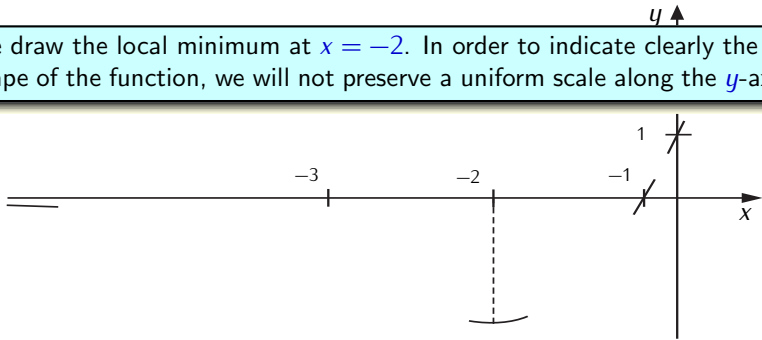 y
draw the local minimum at x = −2. In order to indicate clearly the
of the function, we will not preserve a uniform scale along the y-
1
−3 −2 −1
x